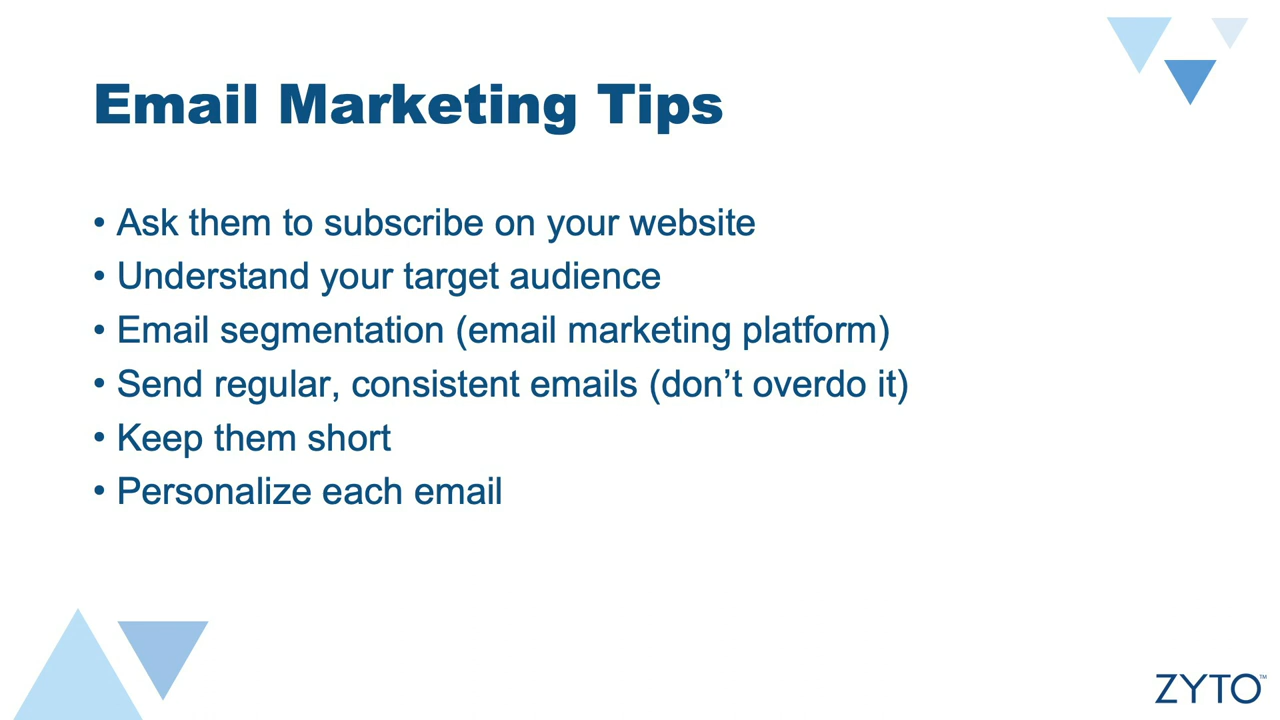 Email Marketing Tips
• Ask them to subscribe on your website
• Understand your target audience
• Email segmentation (email marketing platform)
• Send regular, consistent emails (don’t overdo it)
• Keep them short
• Personalize each email
ZYTO™